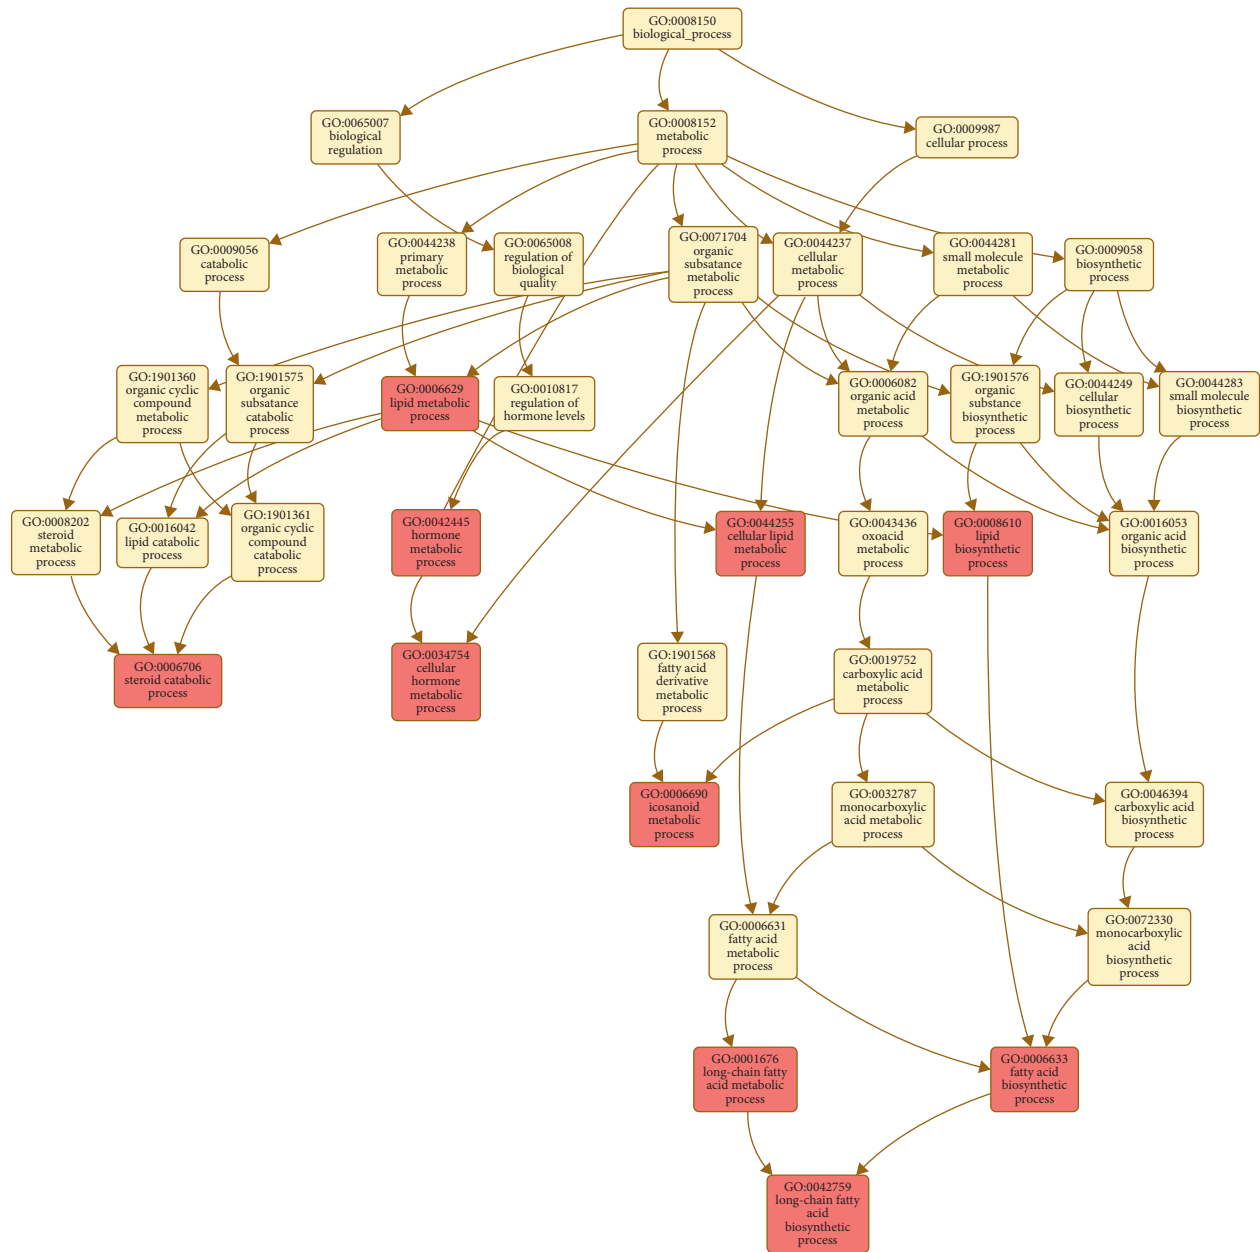 GO:0008150
biological_process
GO:0065007
biological
regulation
GO:0008152
metabolic
process
GO:0009987
cellular process
GO:0009056
catabolic
process
GO:0044238
primary
metabolic
process
GO:0065008
regulation of
biological
quality
GO:0071704
organic
subsatance
metabolic
process
GO:0044237
cellular
metabolic
process
GO:0044281
small molecule
metabolic
process
GO:0009058
biosynthetic
process
GO:1901360
organic cyclic
compound
metabolic
process
GO:1901575
organic
subsatance
catabolic
process
GO:0006629
lipid metabolic
process
GO:0010817
regulation of
hormone levels
GO:0006082
organic acid
metabolic
process
GO:1901576
organic
substance
biosynthetic
process
GO:0044249
cellular
biosynthetic
process
GO:0044283
small molecule
biosynthetic
process
GO:0008202
steroid
metabolic
process
GO:0016042
lipid catabolic
process
GO:1901361
organic cyclic
compound
catabolic
process
GO:0042445
hormone
metabolic
process
GO:0044255
cellular lipid
metabolic
process
GO:0043436
oxoacid
metabolic
process
GO:0008610
lipid
biosynthetic
process
GO:0016053
organic acid
biosynthetic
process
GO:0006706
steroid catabolic
process
GO:0034754
cellular
hormone
metabolic
process
GO:1901568
fatty acid
derivative
metabolic
process
GO:0019752
carboxylic acid
metabolic
process
GO:0006690
icosanoid
metabolic
process
GO:0032787
monocarboxylic
acid metabolic
process
GO:0046394
carboxylic acid
biosynthetic
process
GO:0006631
fatty acid
metabolic
process
GO:0072330
monocarboxylic
acid
biosynthetic
process
GO:0001676
long-chain fatty
acid metabolic
process
GO:0006633
fatty acid
biosynthetic
process
GO:0042759
long-chain fatty
acid
biosynthetic
process